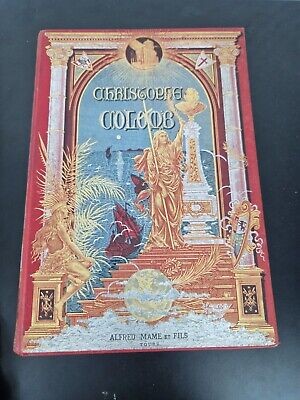 CHRISTOPHE
COLOMB
ALFRED MAME ET FILS
TOURS